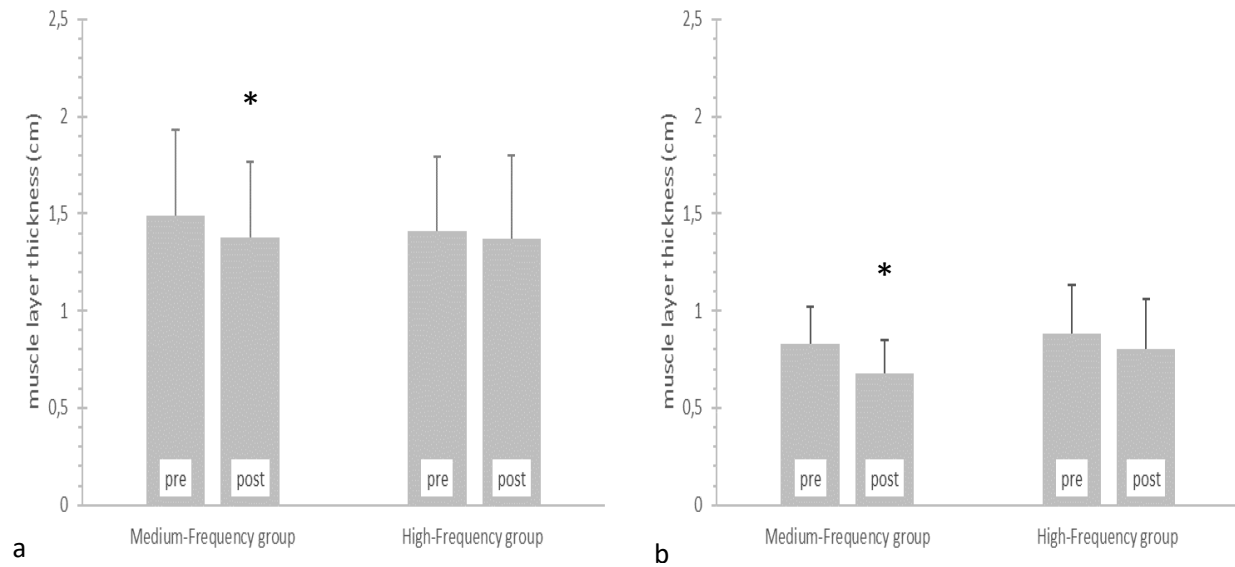 muscle layer thickness (cm)
2,5
2
1,5
1
0,5
0
*
pre
post
pre
post
Medium-Frequency group
High-Frequency group
a
muscle layer thickness (cm)
2,5
2
1,5
1
0,5
0
*
pre
post
pre
post
Medium-Frequency group
High-Frequency group
b